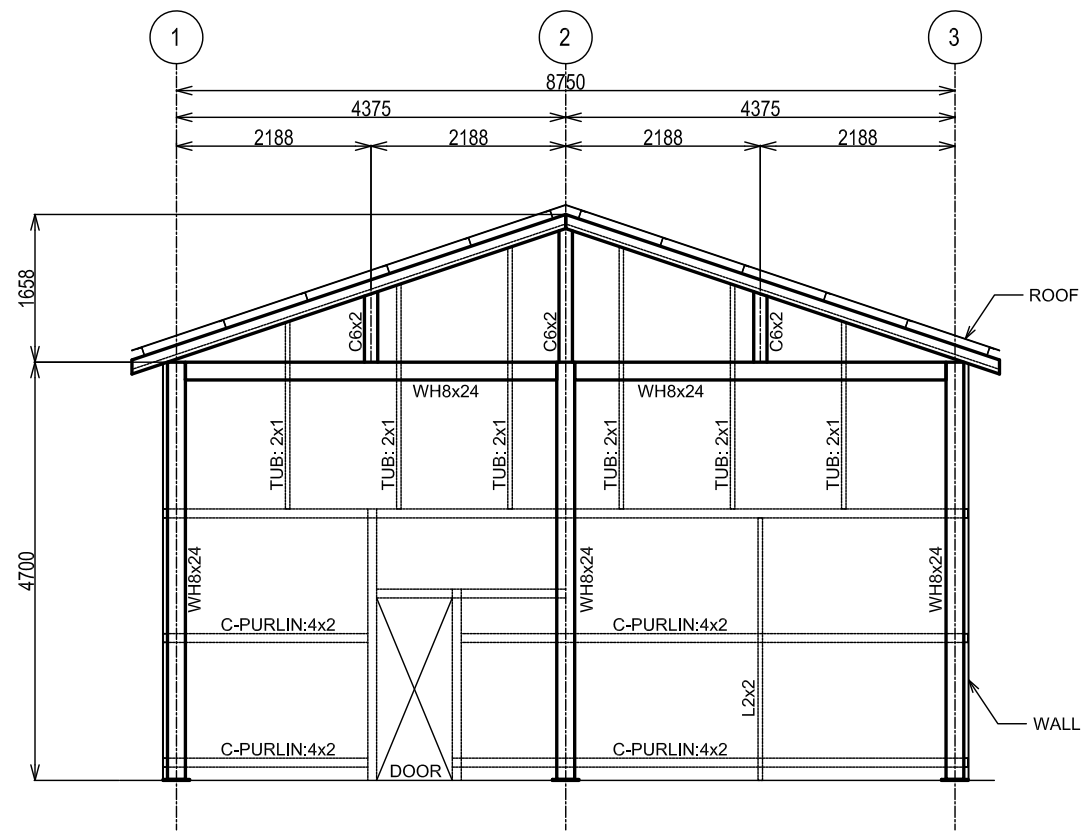 1 2 3
8750
4375 4375
2188 2188 2188 2188
1658
ROOF
C6x2 C6x2 C6x2
WH8x24 WH8x24
TUB: 2x1 TUB: 2x1 TUB: 2x1 TUB: 2x1 TUB: 2x1 TUB: 2x1
4700
WH8x24 WH8x24 WH8x24
C-PURLIN:4x2 C-PURLIN:4x2
L2x2
WALL
C-PURLIN:4x2 C-PURLIN:4x2
DOOR